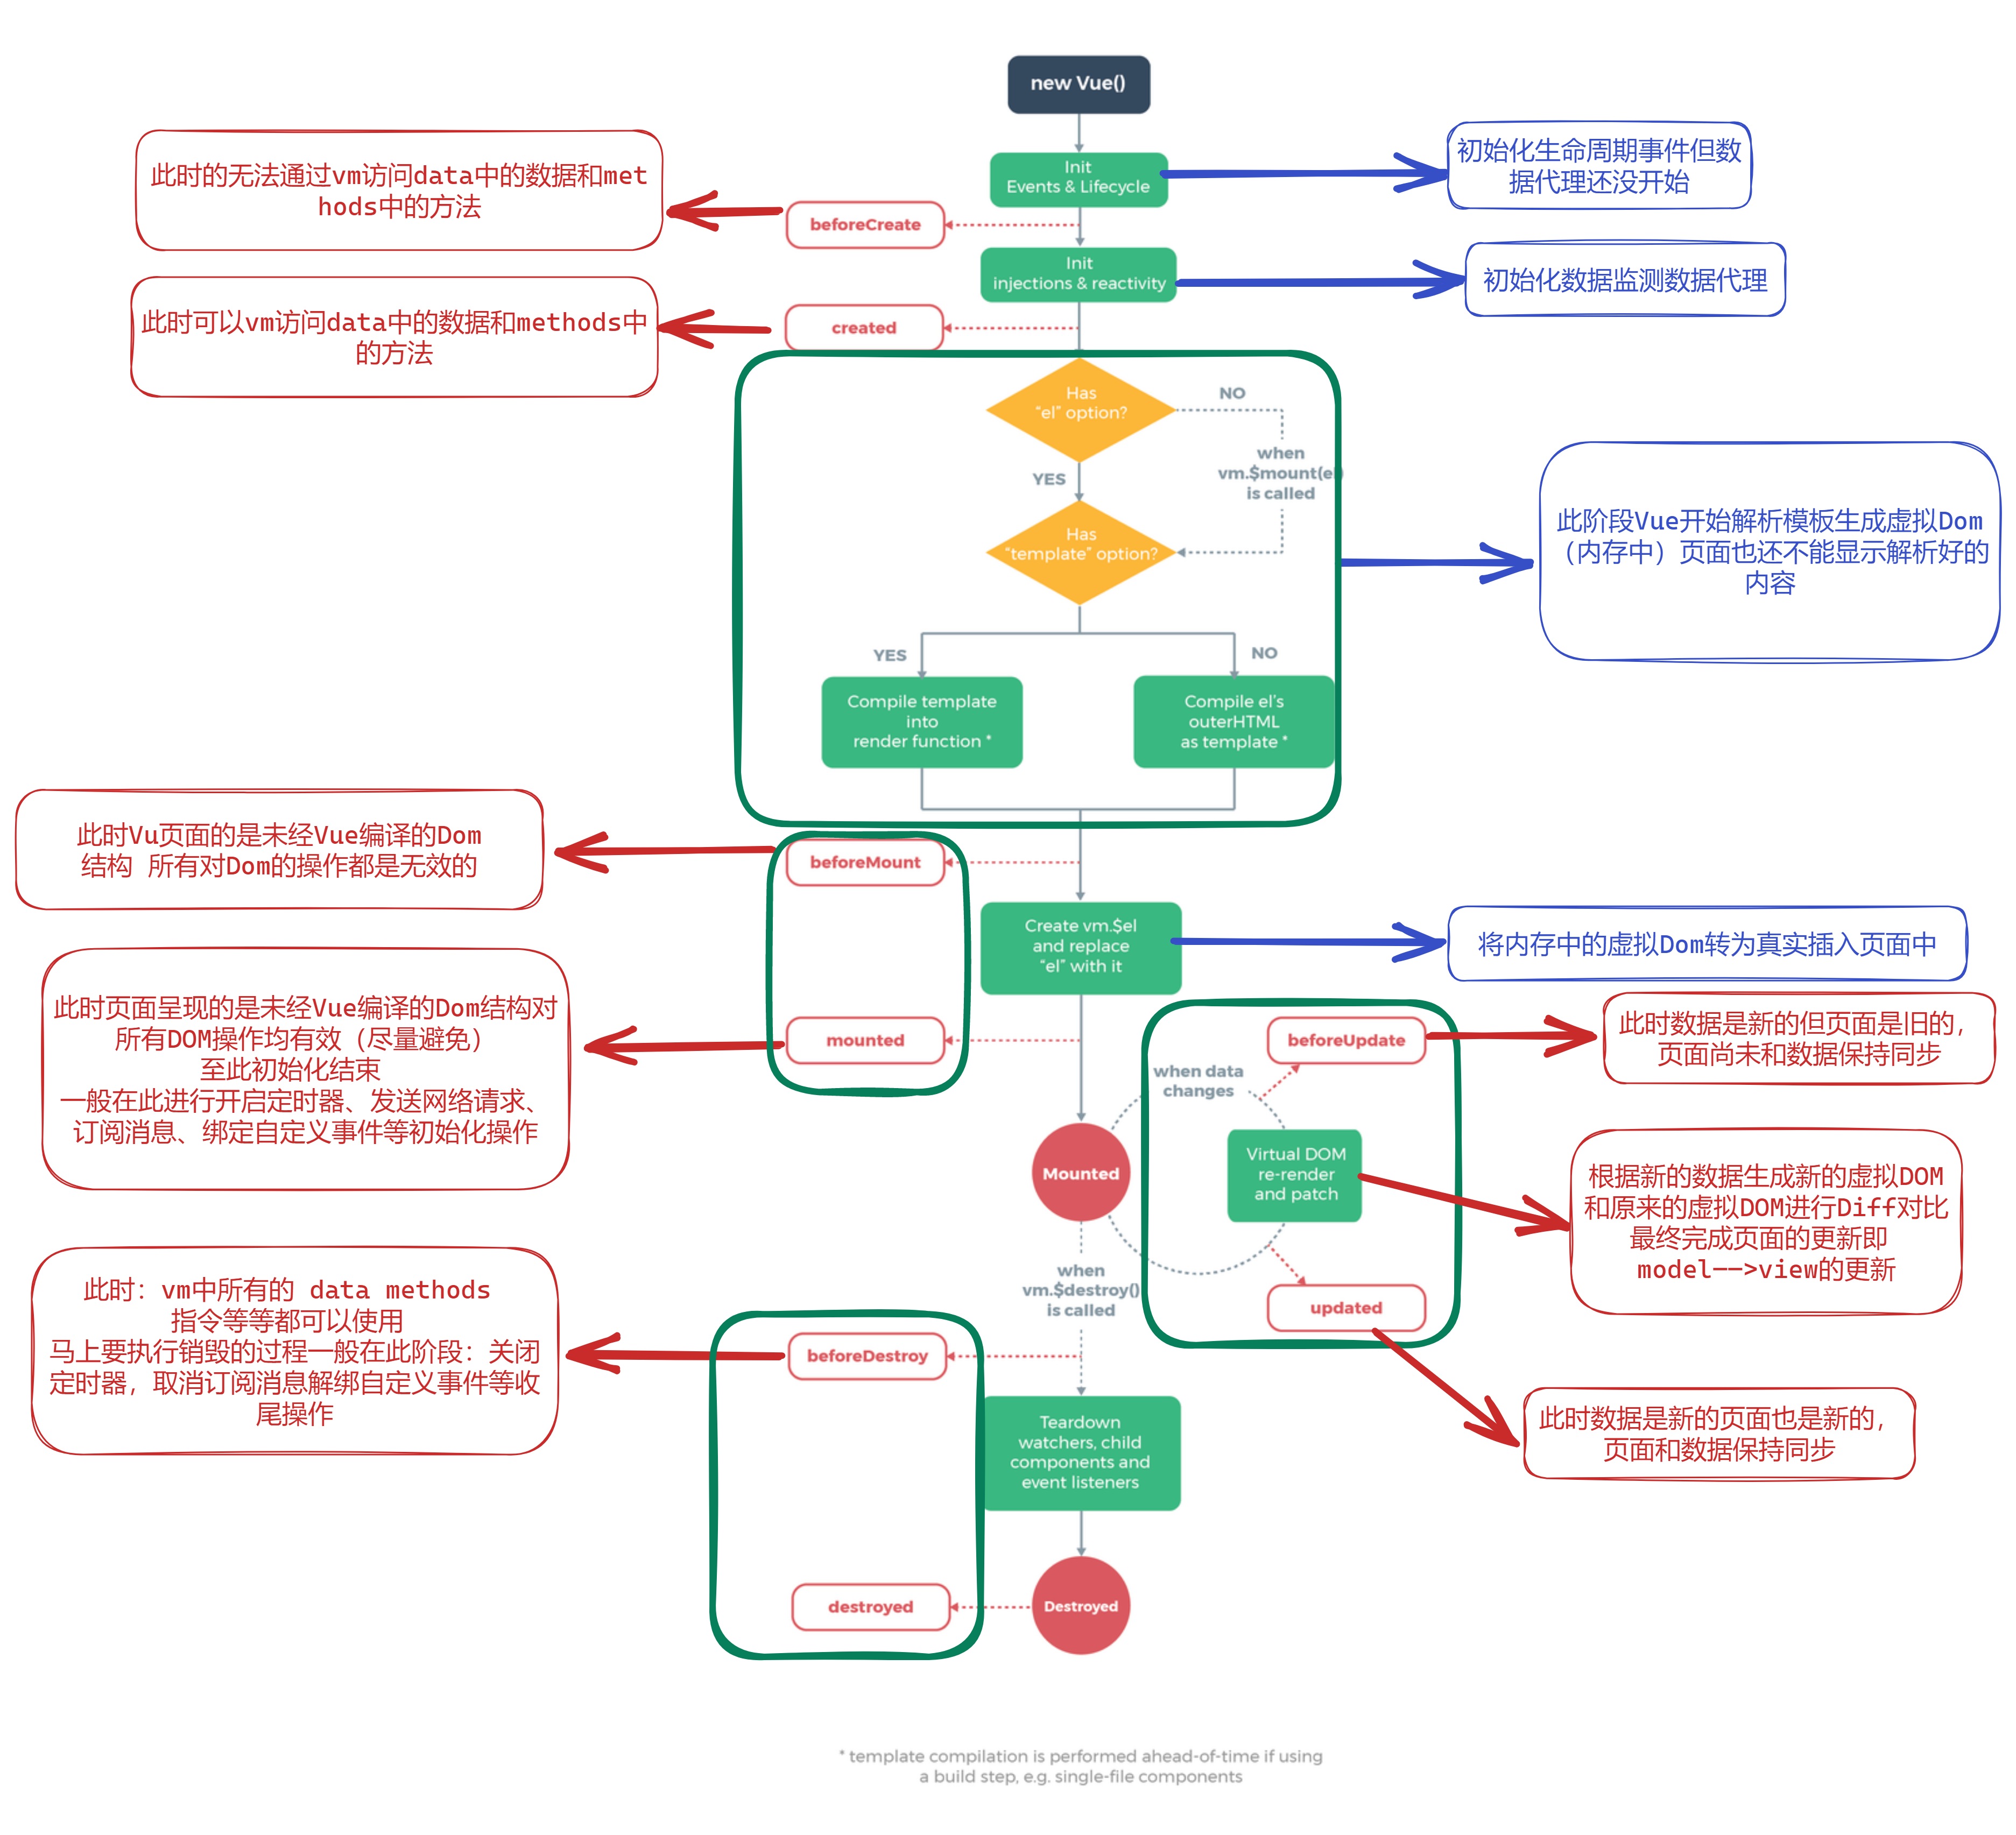 new Vue()
Init
Events & Lifecycle
初始化生命周期事件但数
据代理还没开始
此时的无法通过vm访问data中的数据和met
hods中的方法
beforeCreate
Init
injections & reactivity
初始化数据监测数据代理
此时可以vm访问data中的数据和methods中
的方法
created
Has
“el” option?
NO
when
vm.$mount(el)
is called
YES
Has
“template” option?
此阶段Vue开始解析模板生成虚拟Dom
（内存中）页面也还不能显示解析好的
内容
YES
NO
Compile template
into
render function *
Compile el’s
outerHTML
as template *
此时Vu页面的是未经Vue编译的Dom
结构 所有对Dom的操作都是无效的
beforeMount
Create vm.$el
and replace
“el” with it
将内存中的虚拟Dom转为真实插入页面中
此时页面呈现的是未经Vue编译的Dom结构对
所有DOM操作均有效（尽量避免）
至此初始化结束
一般在此进行开启定时器、发送网络请求、
订阅消息、绑定自定义事件等初始化操作
mounted
beforeUpdate
此时数据是新的但页面是旧的，
页面尚未和数据保持同步
when data
changes
Mounted
Virtual DOM
re-render
and patch
根据新的数据生成新的虚拟DOM
和原来的虚拟DOM进行Diff对比
最终完成页面的更新即
model——>view的更新
when
vm.$destroy()
is called
updated
此时：vm中所有的 data methods
指令等等都可以使用
马上要执行销毁的过程一般在此阶段：关闭
定时器，取消订阅消息解绑自定义事件等收
尾操作
beforeDestroy
此时数据是新的页面也是新的，
页面和数据保持同步
Teardown
watchers, child
components and
event listeners
destroyed
Destroyed
* template compilation is performed ahead-of-time if using
a build step, e.g. single-file components